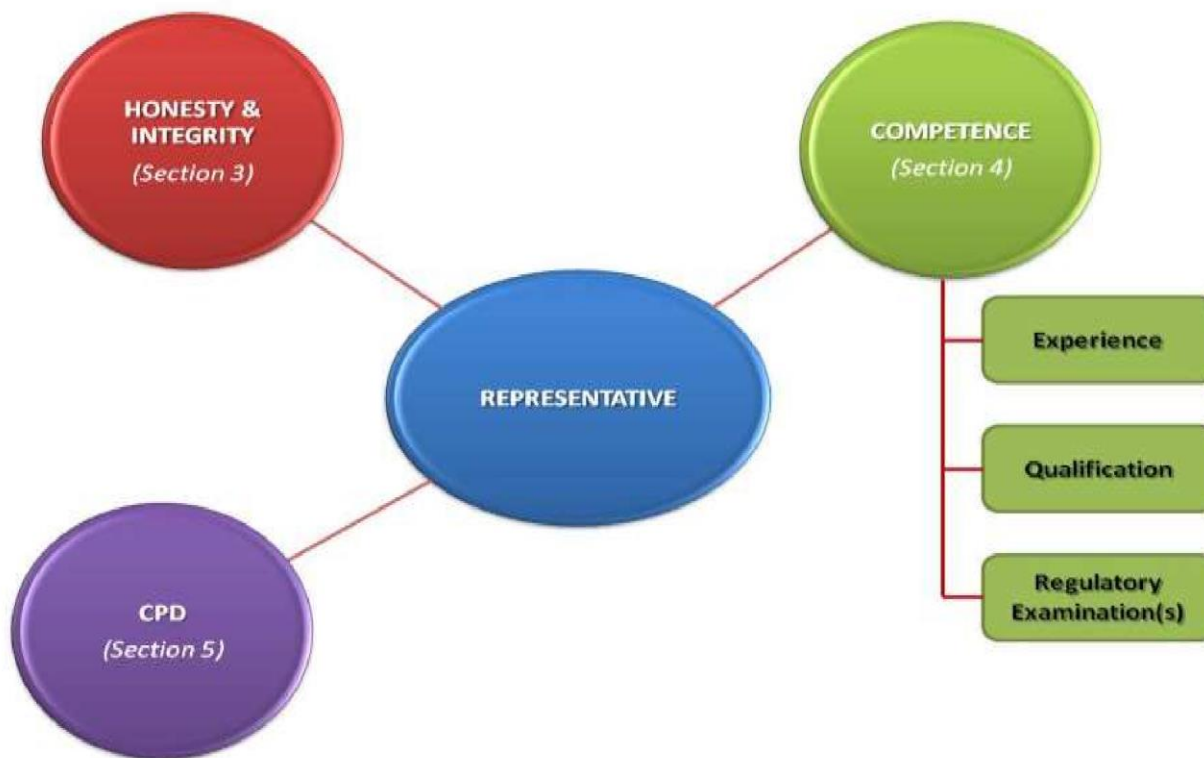 HONESTY &
INTEGRITY
(Section 3)
COMPETENCE
(Section 4)
Experience
REPRESENTATIVE
Qualification
Regulatory
Examination(s)
CPD
(Section 5)